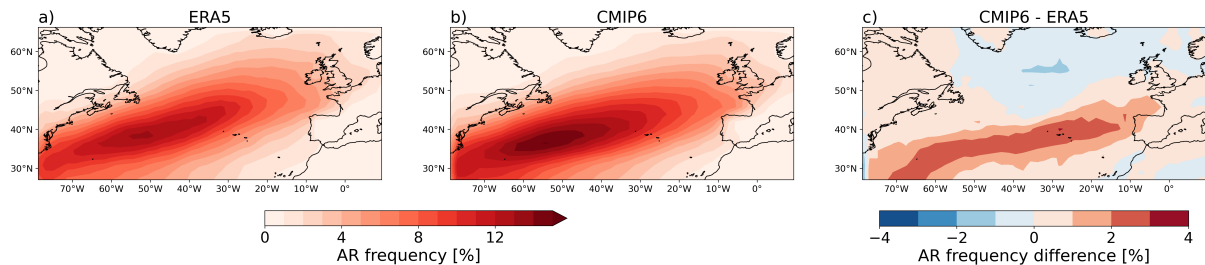 a) ERA5
b) CMIP6
c) CMIP6 - ERA5
60°N
50°N
40°N
30°N
70°W 60°W 50°W 40°W 30°W 20°W 10°W 0°
60°N
50°N
40°N
30°N
70°W 60°W 50°W 40°W 30°W 20°W 10°W 0°
60°N
50°N
40°N
30°N
70°W 60°W 50°W 40°W 30°W 20°W 10°W 0°
0 4 8 12
AR frequency [%]
−4 −2 0 2 4
AR frequency difference [%]